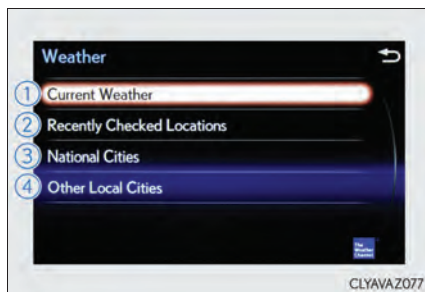 Weather
1 Current Weather
2 Recently Checked Locations
3 National Cities
4 Other Local Cities
The
Weather
Channel
CLYAVAZ077